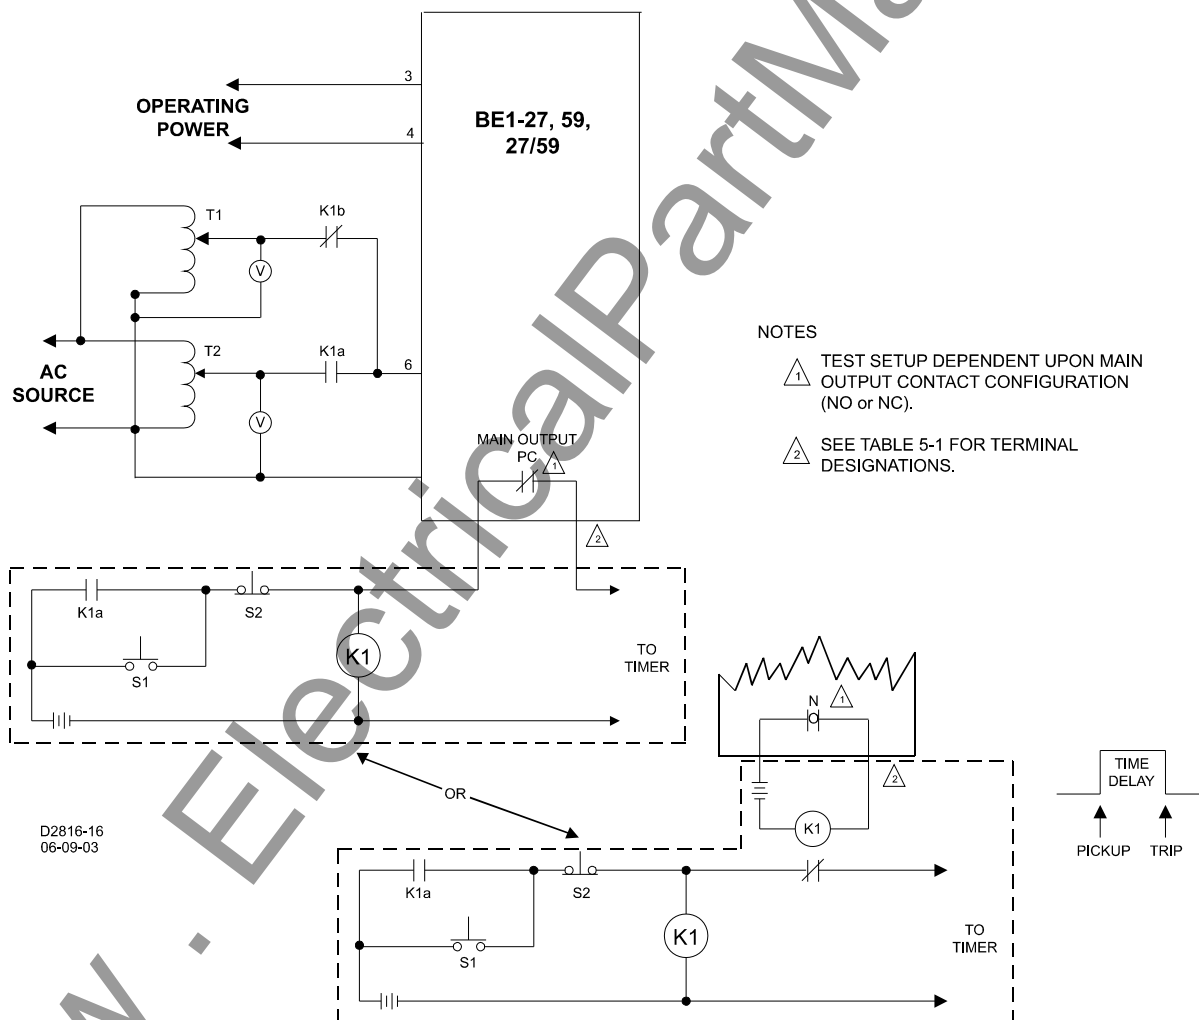 3
OPERATING
POWER
4
BE1-27, 59,
27/59
T1
K1b
V
T2
K1a
6
AC
SOURCE
V
NOTES
1 TEST SETUP DEPENDENT UPON MAIN
OUTPUT CONTACT CONFIGURATION
(NO or NC).
2 SEE TABLE 5-1 FOR TERMINAL
DESIGNATIONS.
MAIN OUTPUT
PC 1
2
K1a
S2
S1
K1
TO
TIMER
N 1
2
K1
OR
TIME
DELAY
PICKUP TRIP
D2816-16
06-09-03
K1a
S2
S1
K1
TO
TIMER
w . ElectricalPartMa